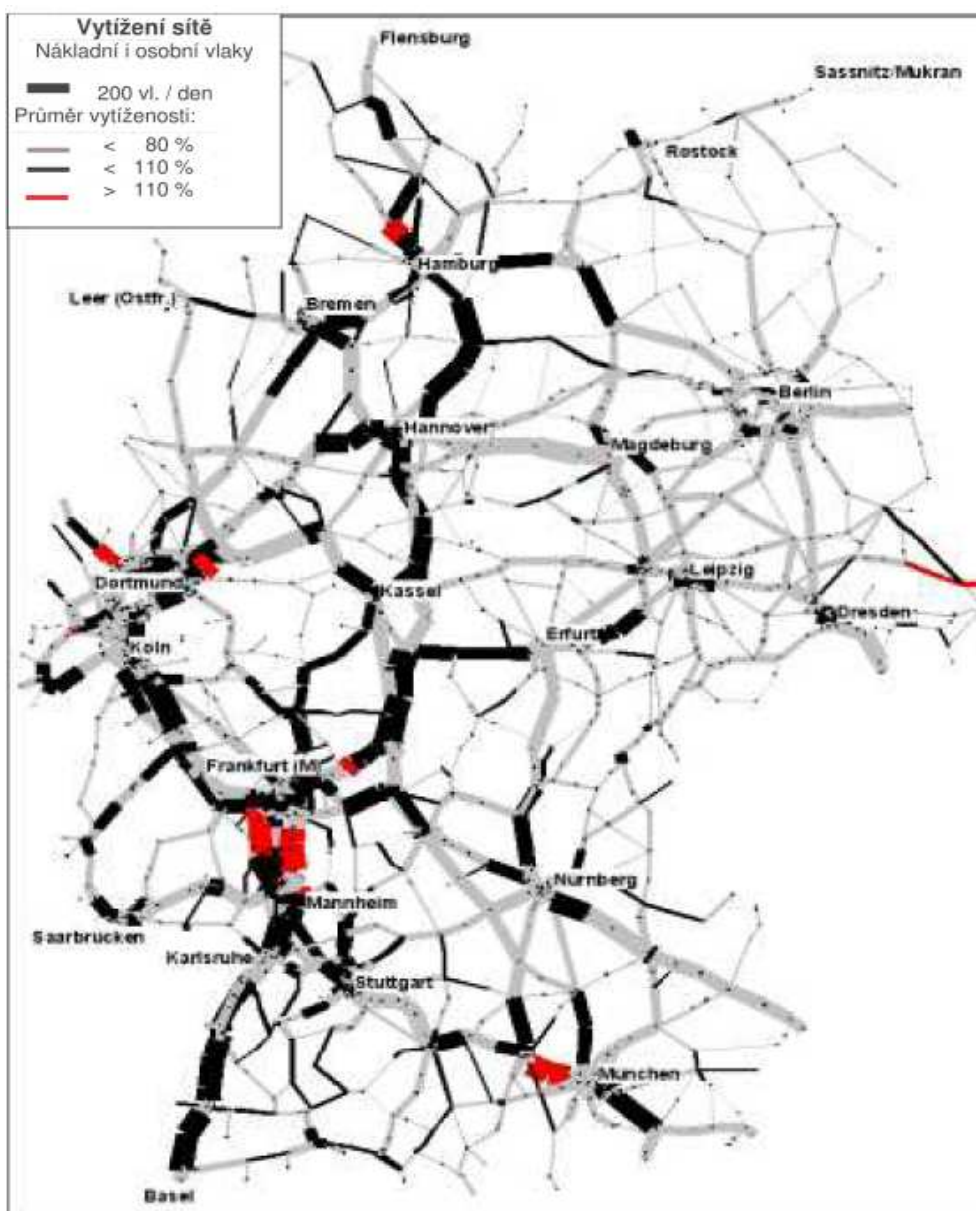 Vytížení sítě
Nákladní i osobní vlaky
200 vl. / den
Průměr vytíženosti:
< 80 %
< 110 %
> 110 %
Flensburg
Sassnitz/Mukran
Rostock
Hamburg
Leer (Ostfr.)
Bremen
Berlin
Hannover
Magdeburg
Leipzig
Dortmund
Kassel
Dresden
Erfurt
Koln
Frankfurt (M)
Nurnberg
Mannheim
Saarbrucken
Karlsruhe
Stuttgart
Munchen
Basel